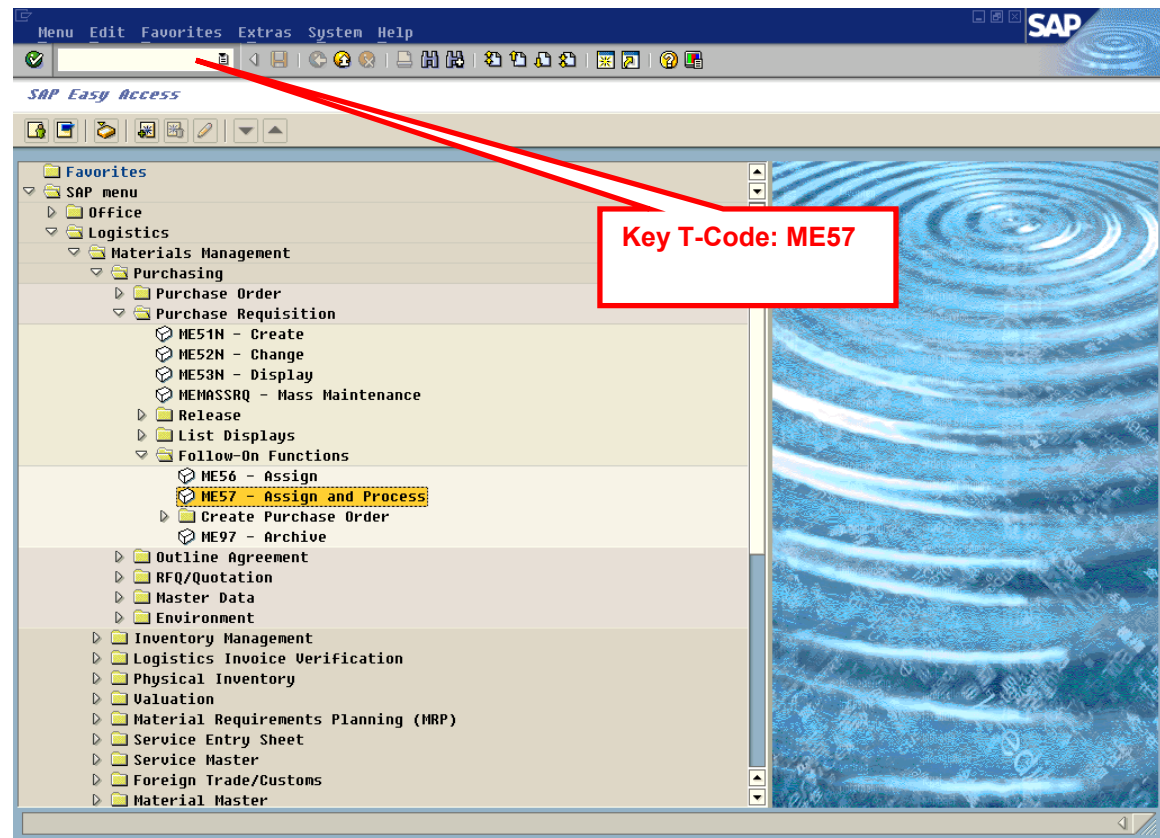 Menu Edit Favorites Extras System Help
SAP
SAP Easy Access
Favorites
SAP menu
Office
Logistics
Key T-Code: ME57
Materials Management
Purchasing
Purchase Order
Purchase Requisition
ME51N - Create
ME52N - Change
ME53N - Display
MEMASSRQ - Mass Maintenance
Release
List Displays
Follow-On Functions
ME56 - Assign
ME57 - Assign and Process
Create Purchase Order
ME97 - Archive
Outline Agreement
RFQ/Quotation
Master Data
Environment
Inventory Management
Logistics Invoice Verification
Physical Inventory
Valuation
Material Requirements Planning (MRP)
Service Entry Sheet
Service Master
Foreign Trade/Customs
Material Master